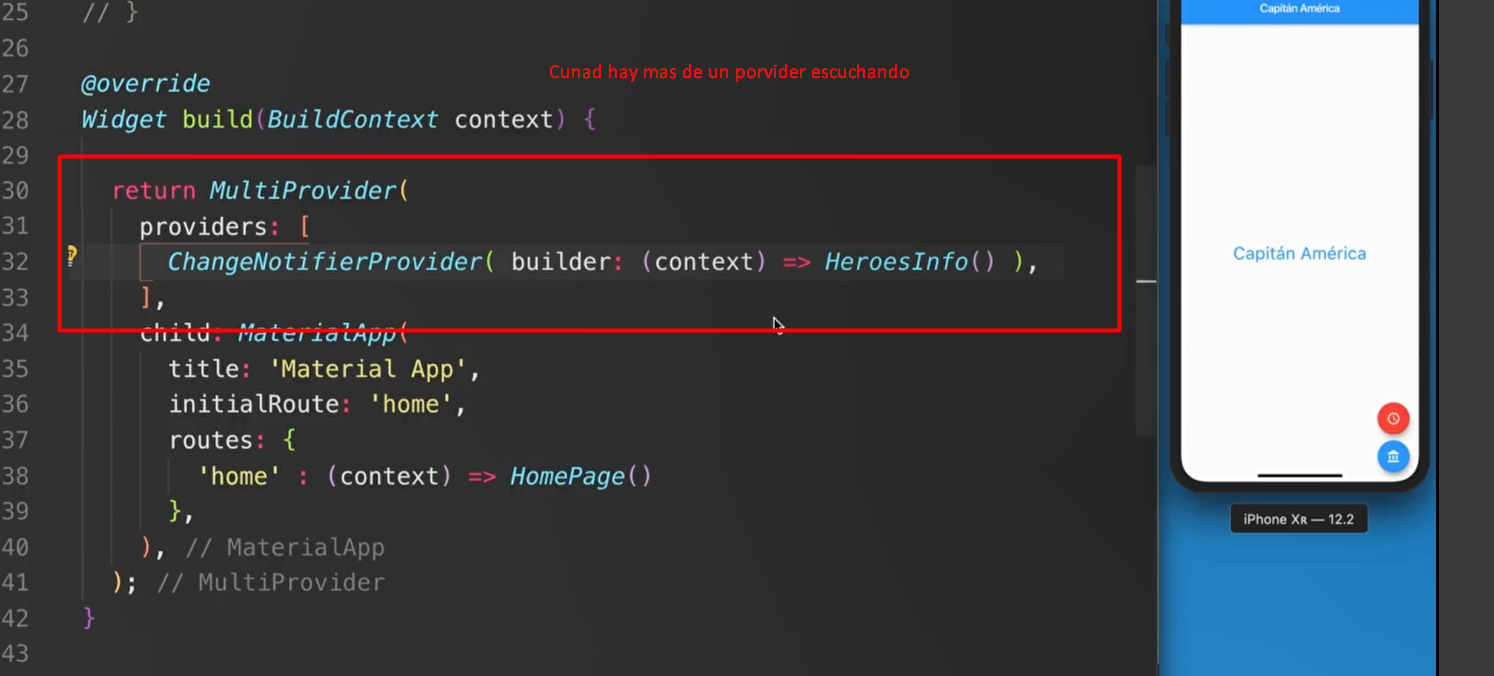 25 // }
26
Cunad hay mas de un porvider escuchando
27 @override
28 Widget build(BuildContext context) {
29
30 return MultiProvider(
31 providers: [
32 ChangeNotifierProvider( builder: (context) => HeroesInfo() ),
33 ],
34 child: MaterialApp(
35 title: 'Material App',
36 initialRoute: 'home',
37 routes: {
38 'home' : (context) => HomePage()
39 },
40 ), // MaterialApp
41 ); // MultiProvider
42 }
43
Capitán América
Capitán América
iPhone XR — 12.2